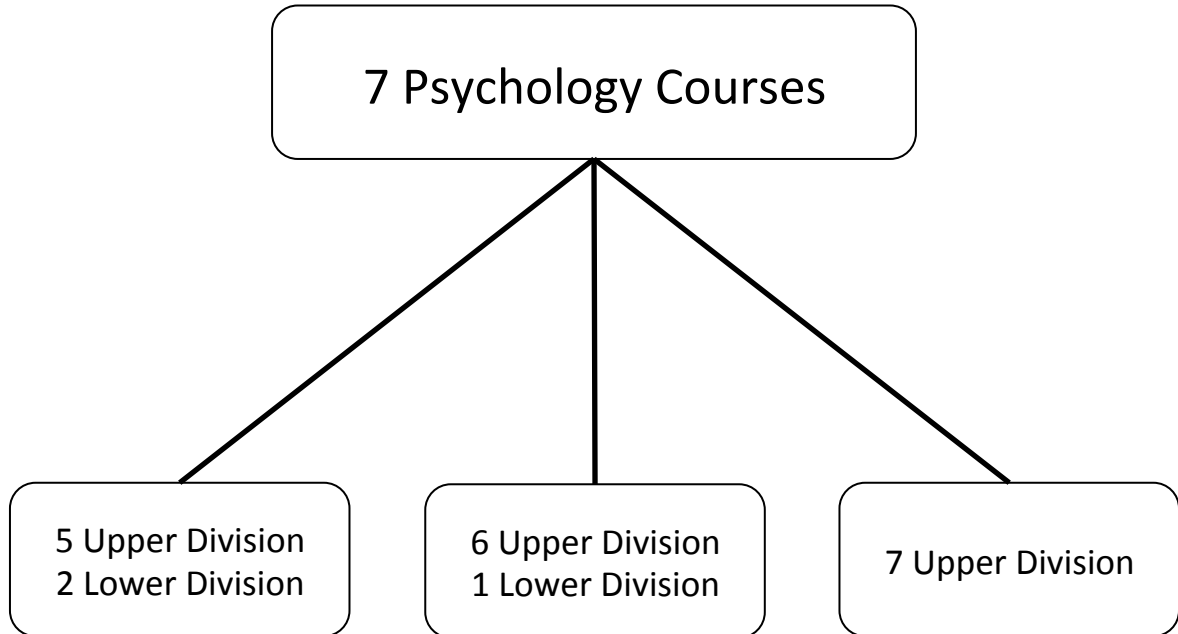 7 Psychology Courses
5 Upper Division
2 Lower Division
6 Upper Division
1 Lower Division
7 Upper Division